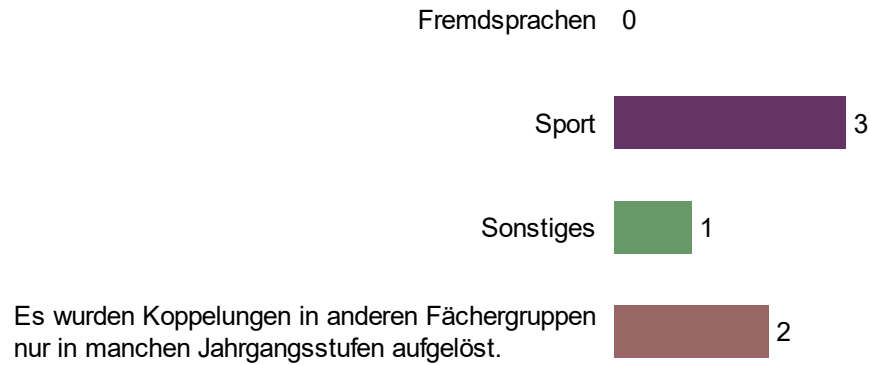 Fremdsprachen 0
Sport 3
Sonstiges 1
Es wurden Koppelungen in anderen Fächergruppen
nur in manchen Jahrgangsstufen aufgelöst. 2